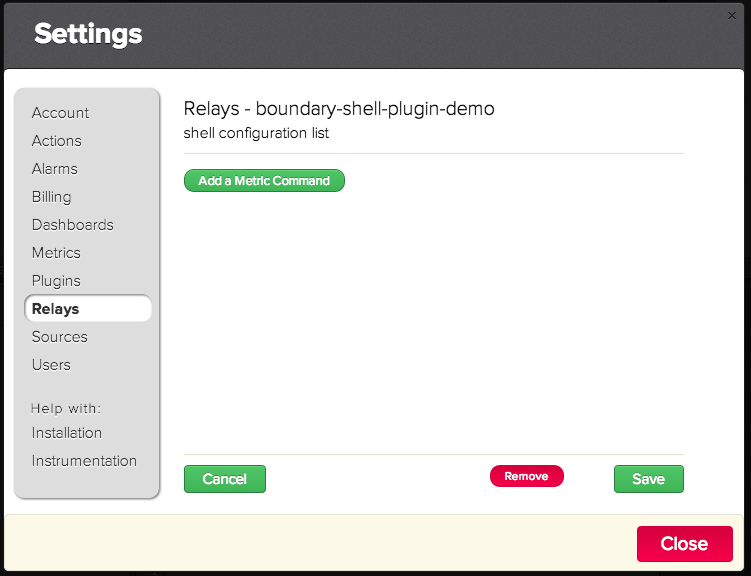 Settings
×
Account
Actions
Alarms
Billing
Dashboards
Metrics
Plugins
Relays
Sources
Users
Help with:
Installation
Instrumentation
Relays - boundary-shell-plugin-demo
shell configuration list
Add a Metric Command
Cancel
Remove
Save
Close